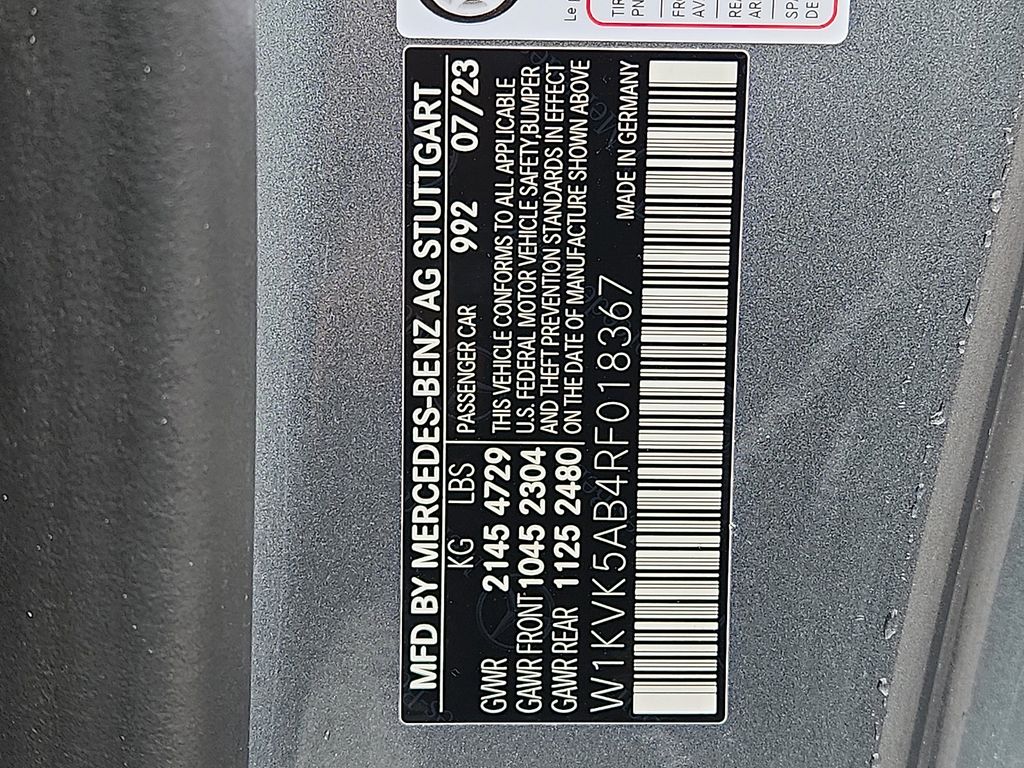 MFD BY MERCEDES-BENZ AG STUTTGART
KG LBS
PASSENGER CAR 992 07/23
GVWR 2145 4729
GAWR FRONT 1045 2304
GAWR REAR 1125 2480
THIS VEHICLE CONFORMS TO ALL APPLICABLE
U.S. FEDERAL MOTOR VEHICLE SAFETY, BUMPER
AND THEFT PREVENTION STANDARDS IN EFFECT
ON THE DATE OF MANUFACTURE SHOWN ABOVE
W1KVK5AB4RF018367
MADE IN GERMANY
Le